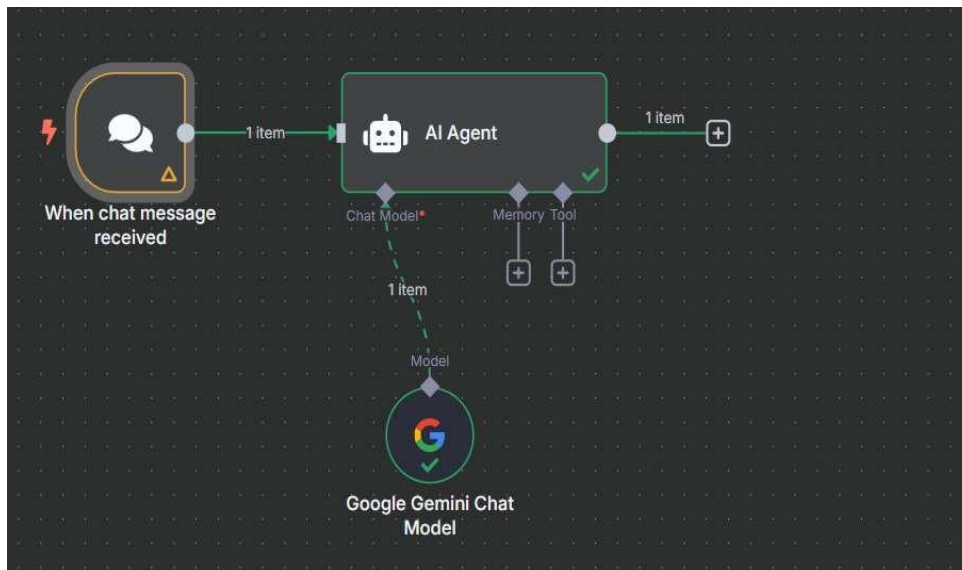 1 item
AI Agent
1 item
When chat message
received
Chat Model*
Memory
Tool
1 item
Model
Google Gemini Chat
Model